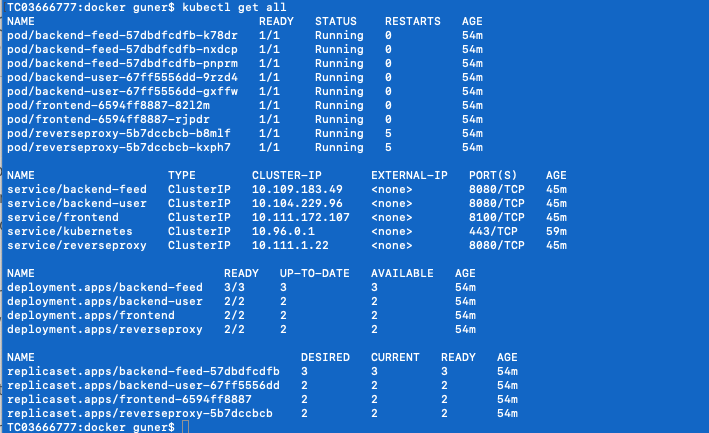 TC03666777:docker guner$ kubectl get all
NAME READY STATUS RESTARTS AGE
pod/backend-feed-57dbdfcdfb-k78dr 1/1 Running 0 54m
pod/backend-feed-57dbdfcdfb-nxdcp 1/1 Running 0 54m
pod/backend-feed-57dbdfcdfb-pnprm 1/1 Running 0 54m
pod/backend-user-67ff5556dd-9rzd4 1/1 Running 0 54m
pod/backend-user-67ff5556dd-gxffw 1/1 Running 0 54m
pod/frontend-6594ff8887-82l2m 1/1 Running 0 54m
pod/frontend-6594ff8887-rjpdr 1/1 Running 0 54m
pod/reverseproxy-5b7dccbcb-b8mlf 1/1 Running 5 54m
pod/reverseproxy-5b7dccbcb-kxph7 1/1 Running 5 54m
NAME TYPE CLUSTER-IP EXTERNAL-IP PORT(S) AGE
service/backend-feed ClusterIP 10.109.183.49 <none> 8080/TCP 45m
service/backend-user ClusterIP 10.104.229.96 <none> 8080/TCP 45m
service/frontend ClusterIP 10.111.172.107 <none> 8100/TCP 45m
service/kubernetes ClusterIP 10.96.0.1 <none> 443/TCP 59m
service/reverseproxy ClusterIP 10.111.1.22 <none> 8080/TCP 45m
NAME READY UP-TO-DATE AVAILABLE AGE
deployment.apps/backend-feed 3/3 3 3 54m
deployment.apps/backend-user 2/2 2 2 54m
deployment.apps/frontend 2/2 2 2 54m
deployment.apps/reverseproxy 2/2 2 2 54m
NAME DESIRED CURRENT READY AGE
replicaset.apps/backend-feed-57dbdfcdfb 3 3 3 54m
replicaset.apps/backend-user-67ff5556dd 2 2 2 54m
replicaset.apps/frontend-6594ff8887 2 2 2 54m
replicaset.apps/reverseproxy-5b7dccbcb 2 2 2 54m
TC03666777:docker guner$